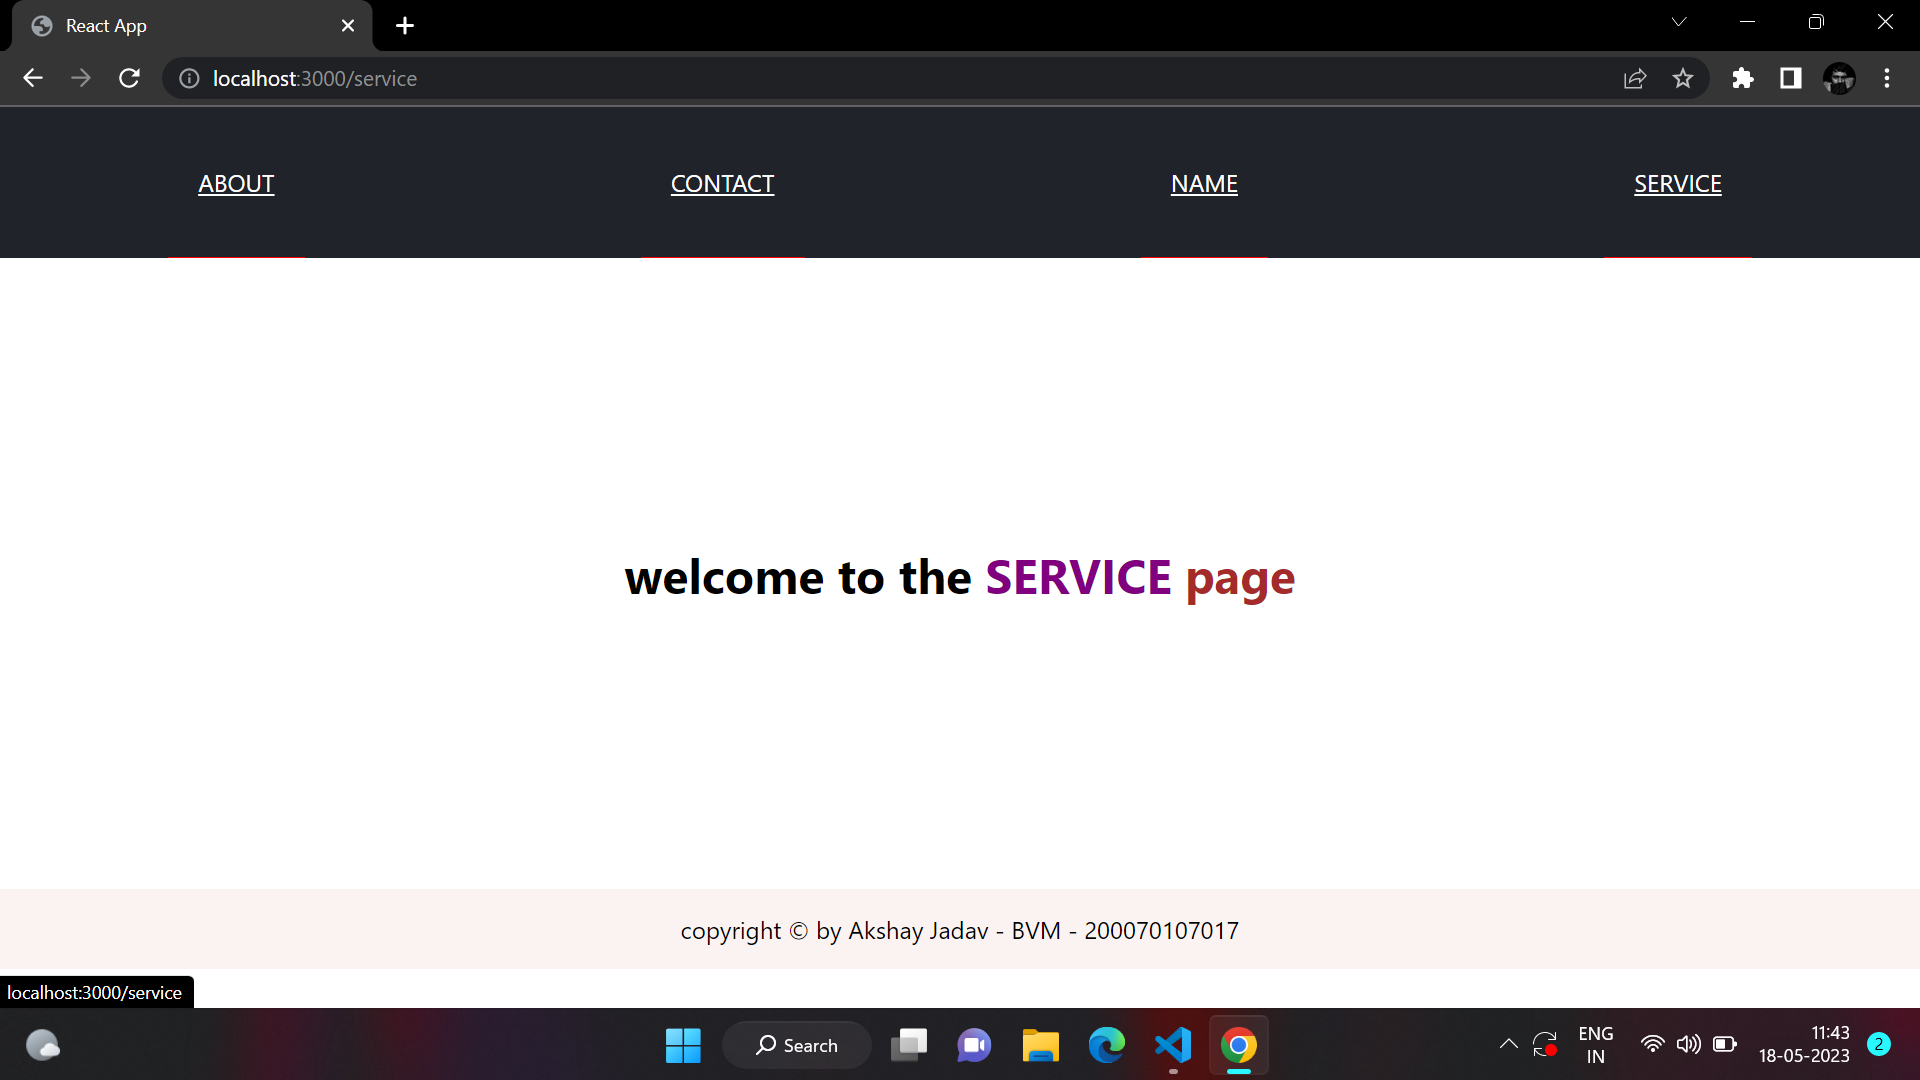 React App
localhost:3000/service
ABOUT CONTACT NAME SERVICE
welcome to the SERVICE page
copyright © by Akshay Jadav - BVM - 200070107017
localhost:3000/service
Search
ENG
IN
11:43
18-05-2023
2